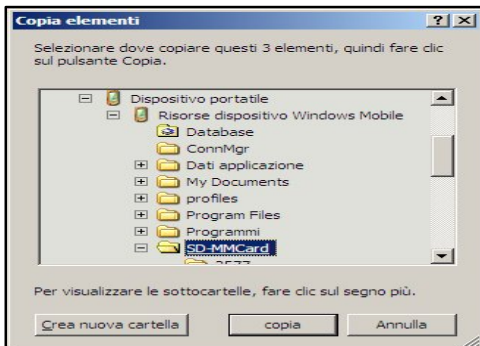 Copia elementi
Selezionare dove copiare questi 3 elementi, quindi fare clic
sul pulsante Copia.
Dispositivo portatile
Risorse dispositivo Windows Mobile
Database
ConnMgr
Dati applicazione
My Documents
profiles
Program Files
Programmi
SD-MMCard
Per visualizzare le sottocartelle, fare clic sul segno più.
Crea nuova cartella copia Annulla